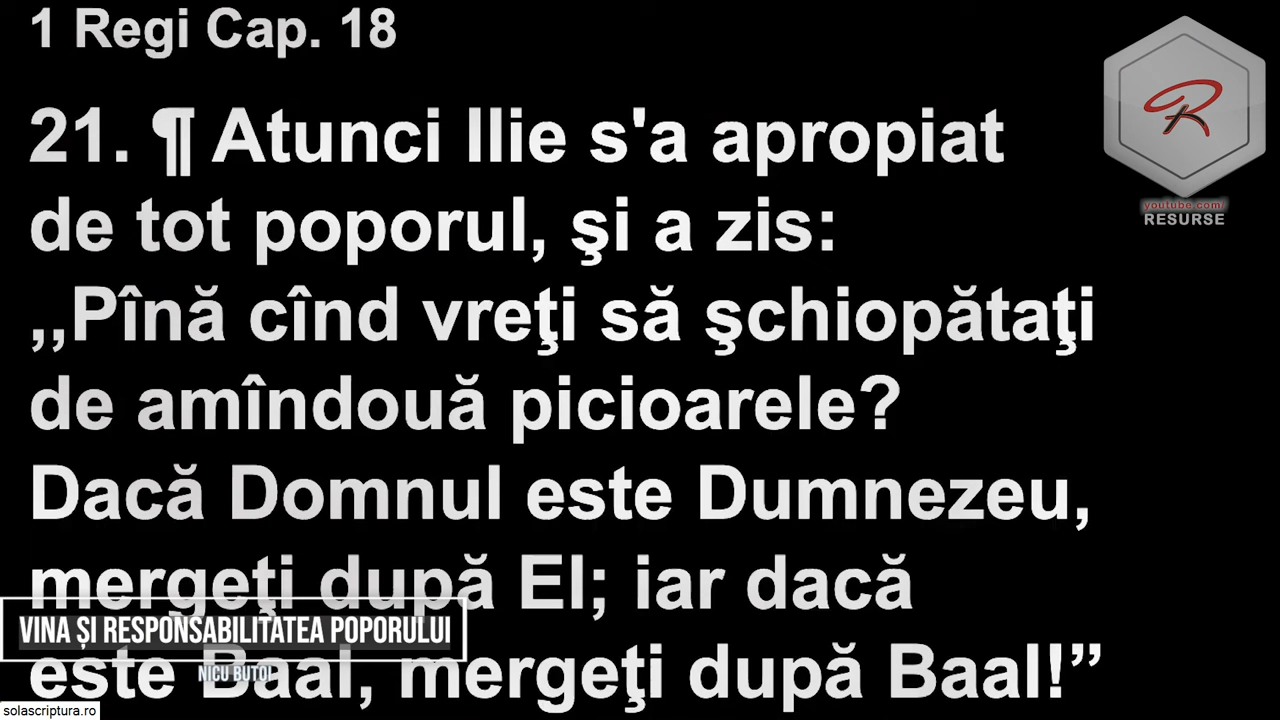 1 Regi Cap. 18
21. ¶ Atunci Ilie s'a apropiat
de tot poporul, şi a zis:
,,Pînă cînd vreţi să şchiopătaţi
de amîndouă picioarele?
Dacă Domnul este Dumnezeu,
mergeţi după El; iar dacă
este Baal, mergeţi după Baal!”
VINA ȘI RESPONSABILITATEA POPORULUI
NICU BUTOI
solascriptura.ro
R
youtube.com/
RESURSE